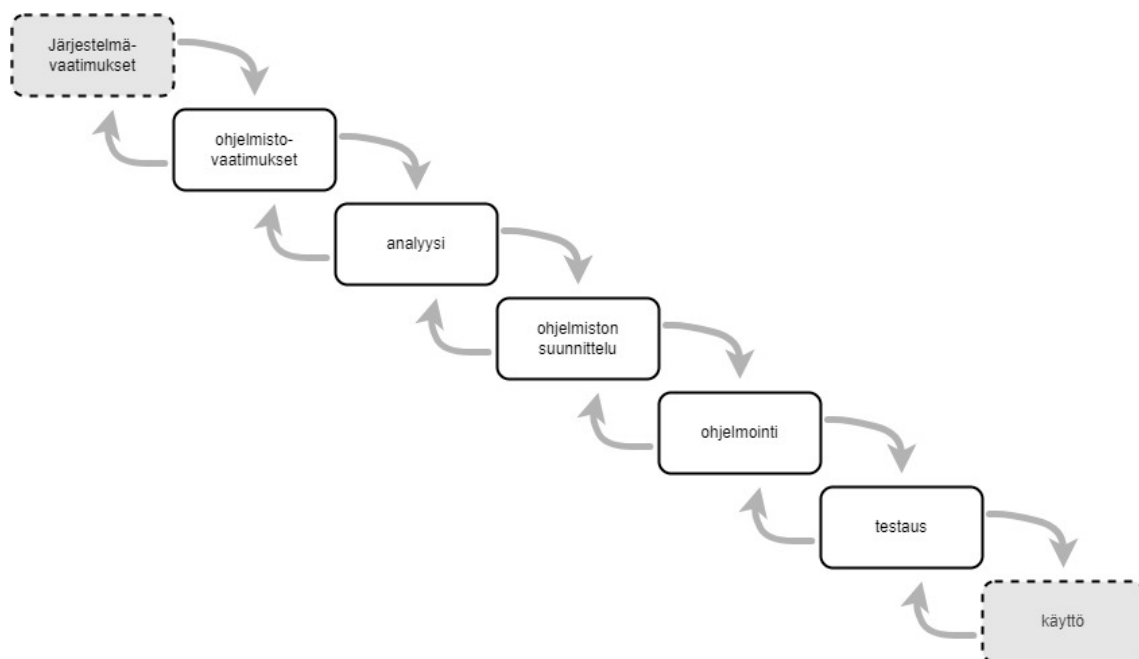 Järjestelmä-
vaatimukset
ohjelmisto-
vaatimukset
analyysi
ohjelmiston
suunnittelu
ohjelmointi
testaus
käyttö